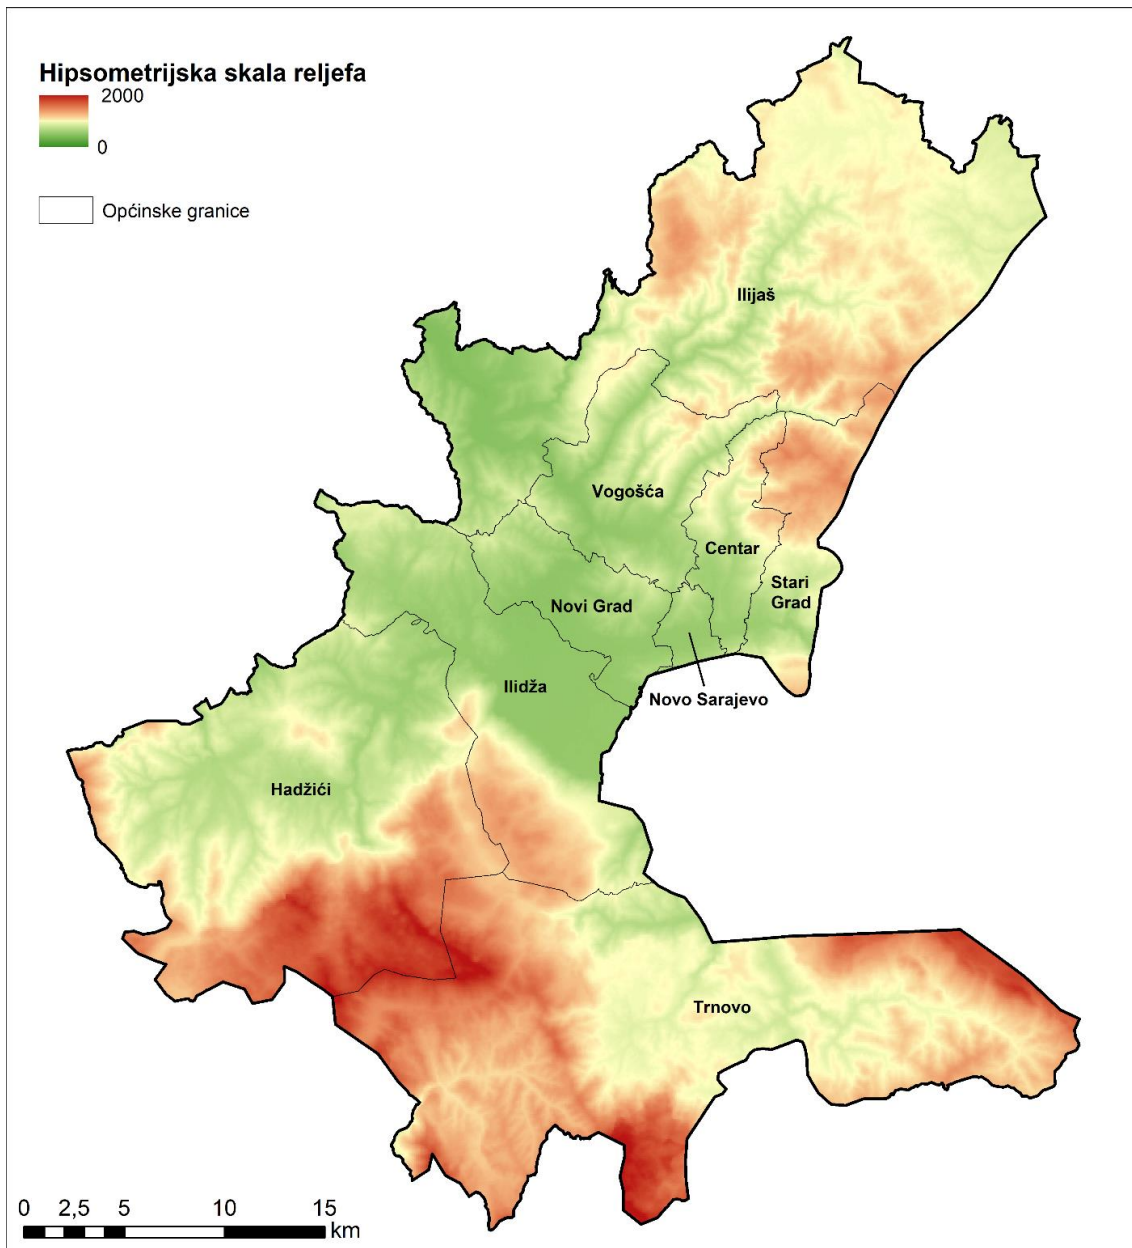 Hipsometrijska skala reljefa
2000
0
Općinske granice
Ilijaš
Vogošća
Centar
Stari
Grad
Novi Grad
Ilidža
Novo Sarajevo
Hadžići
Trnovo
0 2,5 5 10 15
km